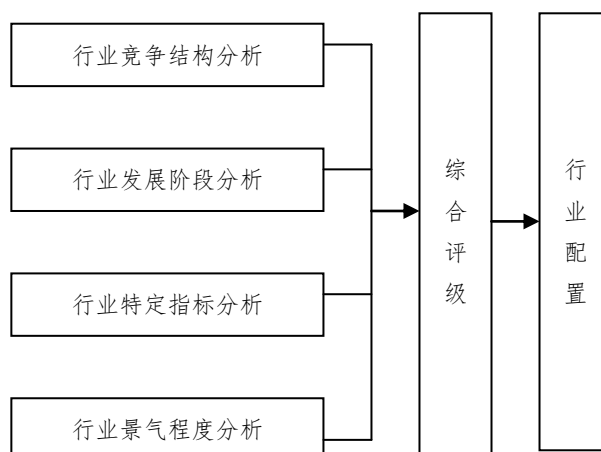 行业竞争结构分析
行业发展阶段分析
行业特定指标分析
行业景气程度分析
综合评级
行业配置